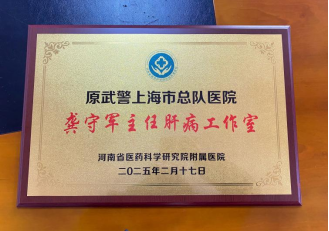 原武警上海市总队医院
龚守军主任肝病工作室
河南省医药科学研究院附属医院
二〇二五年二月十七日